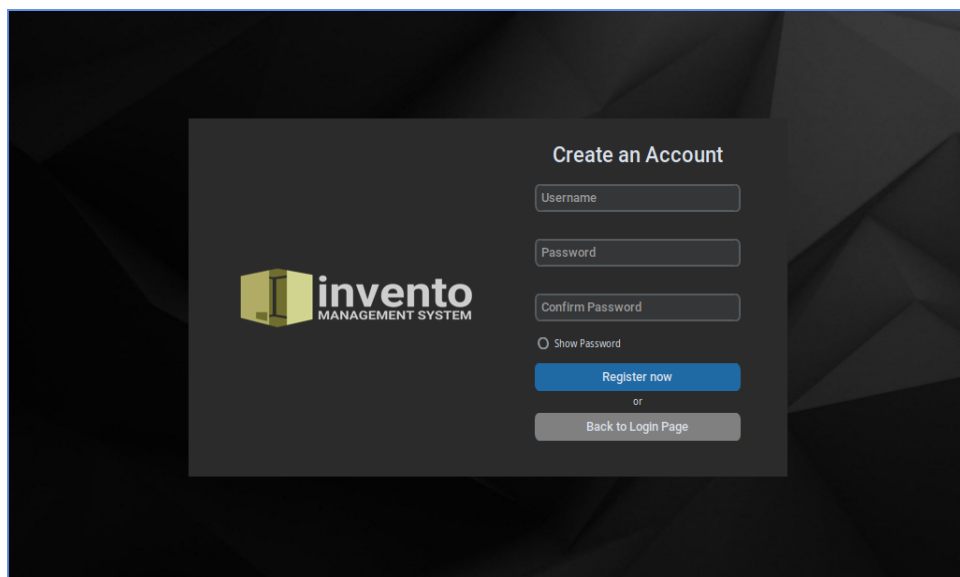 Create an Account
Username
Password
invento
MANAGEMENT SYSTEM
Confirm Password
Show Password
Register now
or
Back to Login Page